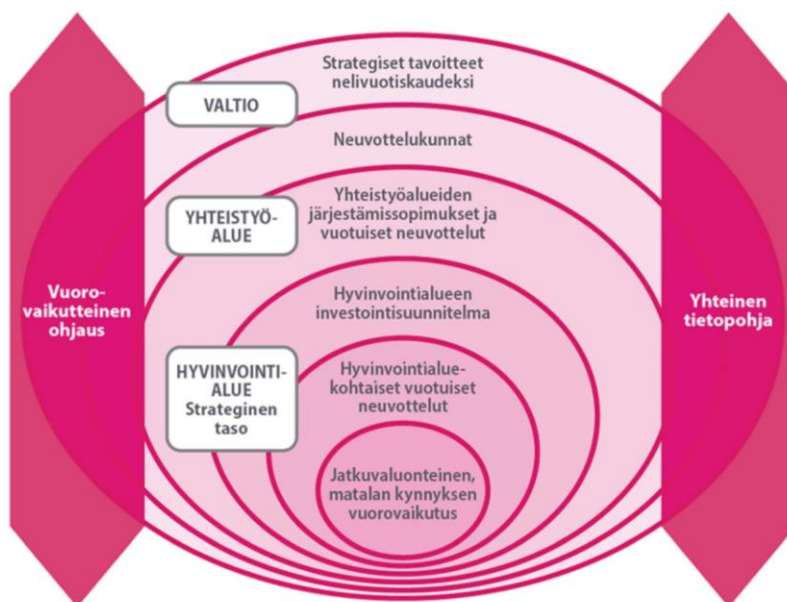 Strategiset tavoitteet
nelivuotiskaudeksi
VALTIO
Neuvottelukunnat
YHTEISTYÖ-
ALUE
Yhteistyöalueiden
järjestämissopimukset ja
vuotuiset neuvottelut
Vuoro-
vaikutteinen
ohjaus
Hyvinvointialueen
investointisuunnitelma
Yhteinen
tietopohja
HYVINVOINTI-
ALUE
Strateginen
taso
Hyvinvointialue-
kohtaiset vuotuiset
neuvottelut
Jatkuvaluonteinen,
matalan kynnyksen
vuorovaikutus